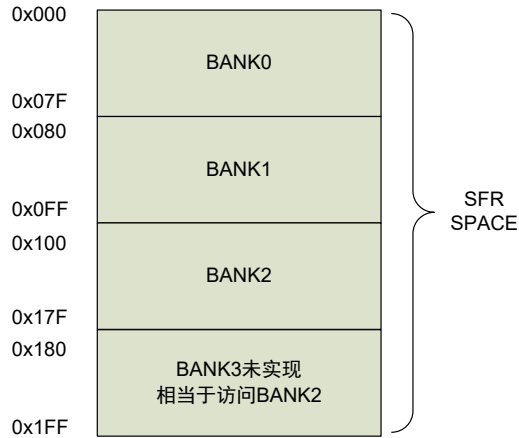 0x000
BANK0
0x07F
0x080
BANK1
0x0FF
0x100
BANK2
0x17F
0x180
BANK3未实现
相当于访问BANK2
0x1FF
SFR
SPACE